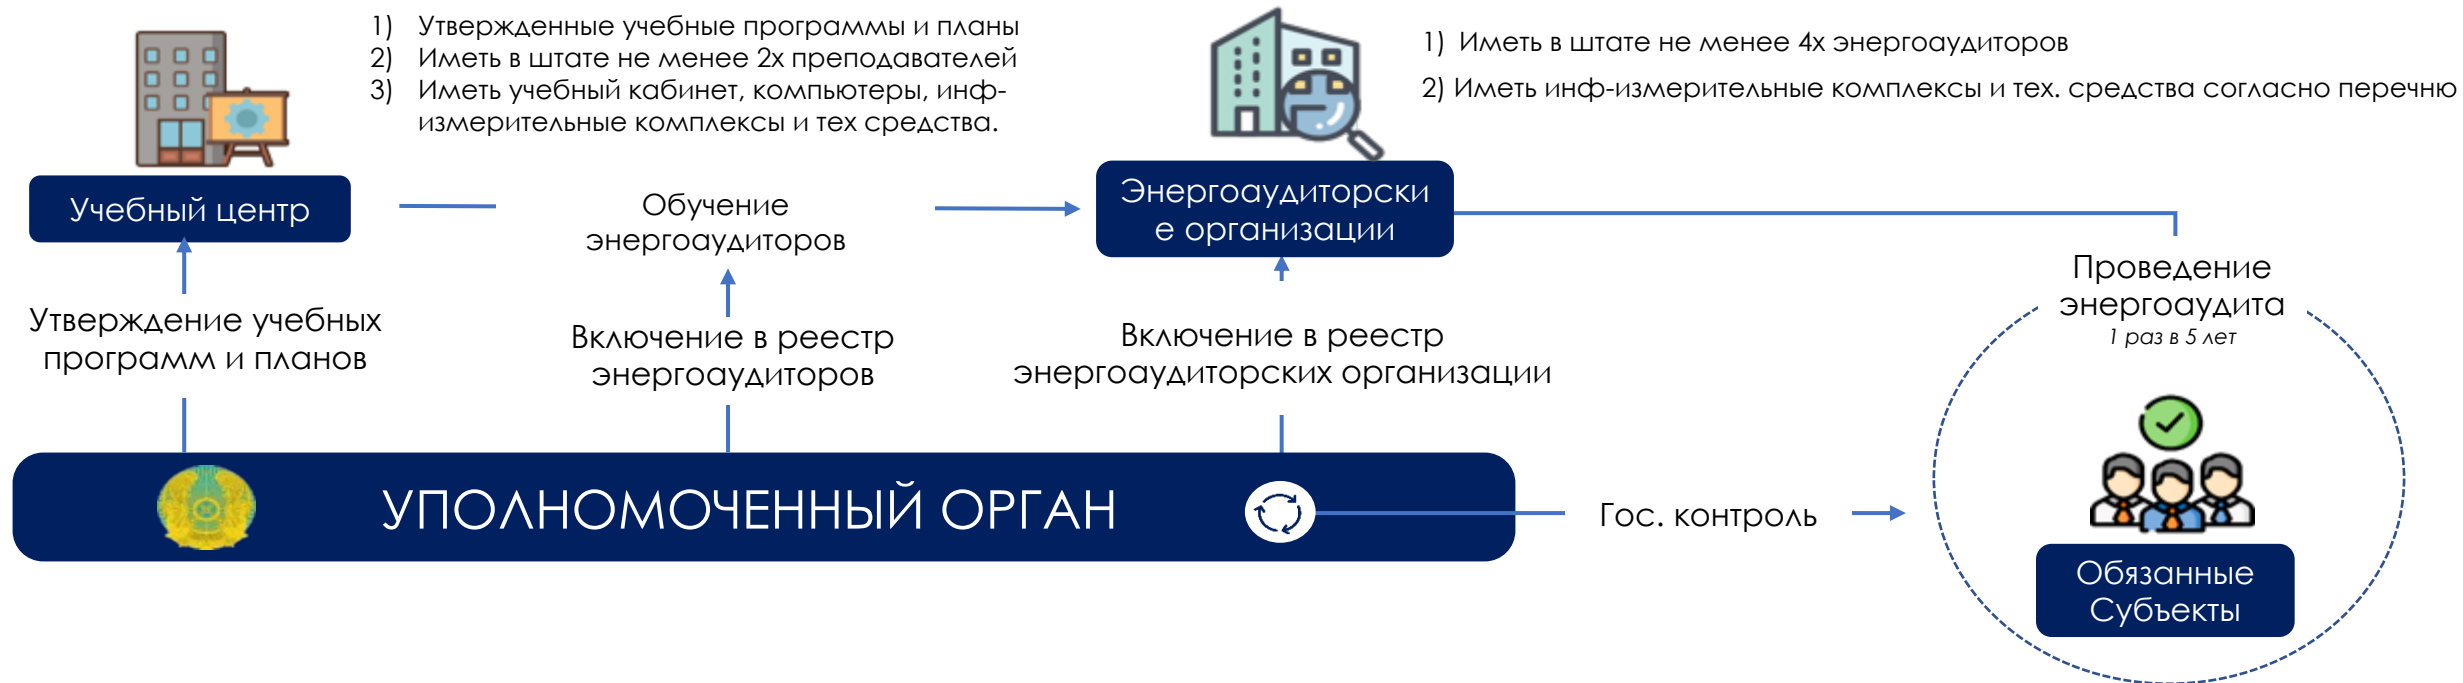 1) Утвержденные учебные программы и планы
2) Иметь в штате не менее 2х преподавателей
3) Иметь учебный кабинет, компьютеры, инф-
измерительные комплексы и тех средства.
1) Иметь в штате не менее 4х энергоаудиторов
2) Иметь инф-измерительные комплексы и тех. средства согласно перечню
Учебный центр
Обучение
энергоаудиторов
Энергоаудиторски
е организации
Проведение
энергоаудита
1 раз в 5 лет
Утверждение учебных
программ и планов
Включение в реестр
энергоаудиторов
Включение в реестр
энергоаудиторских организации
УПОЛНОМОЧЕННЫЙ ОРГАН
Гос. контроль
Обязанные
Субъекты